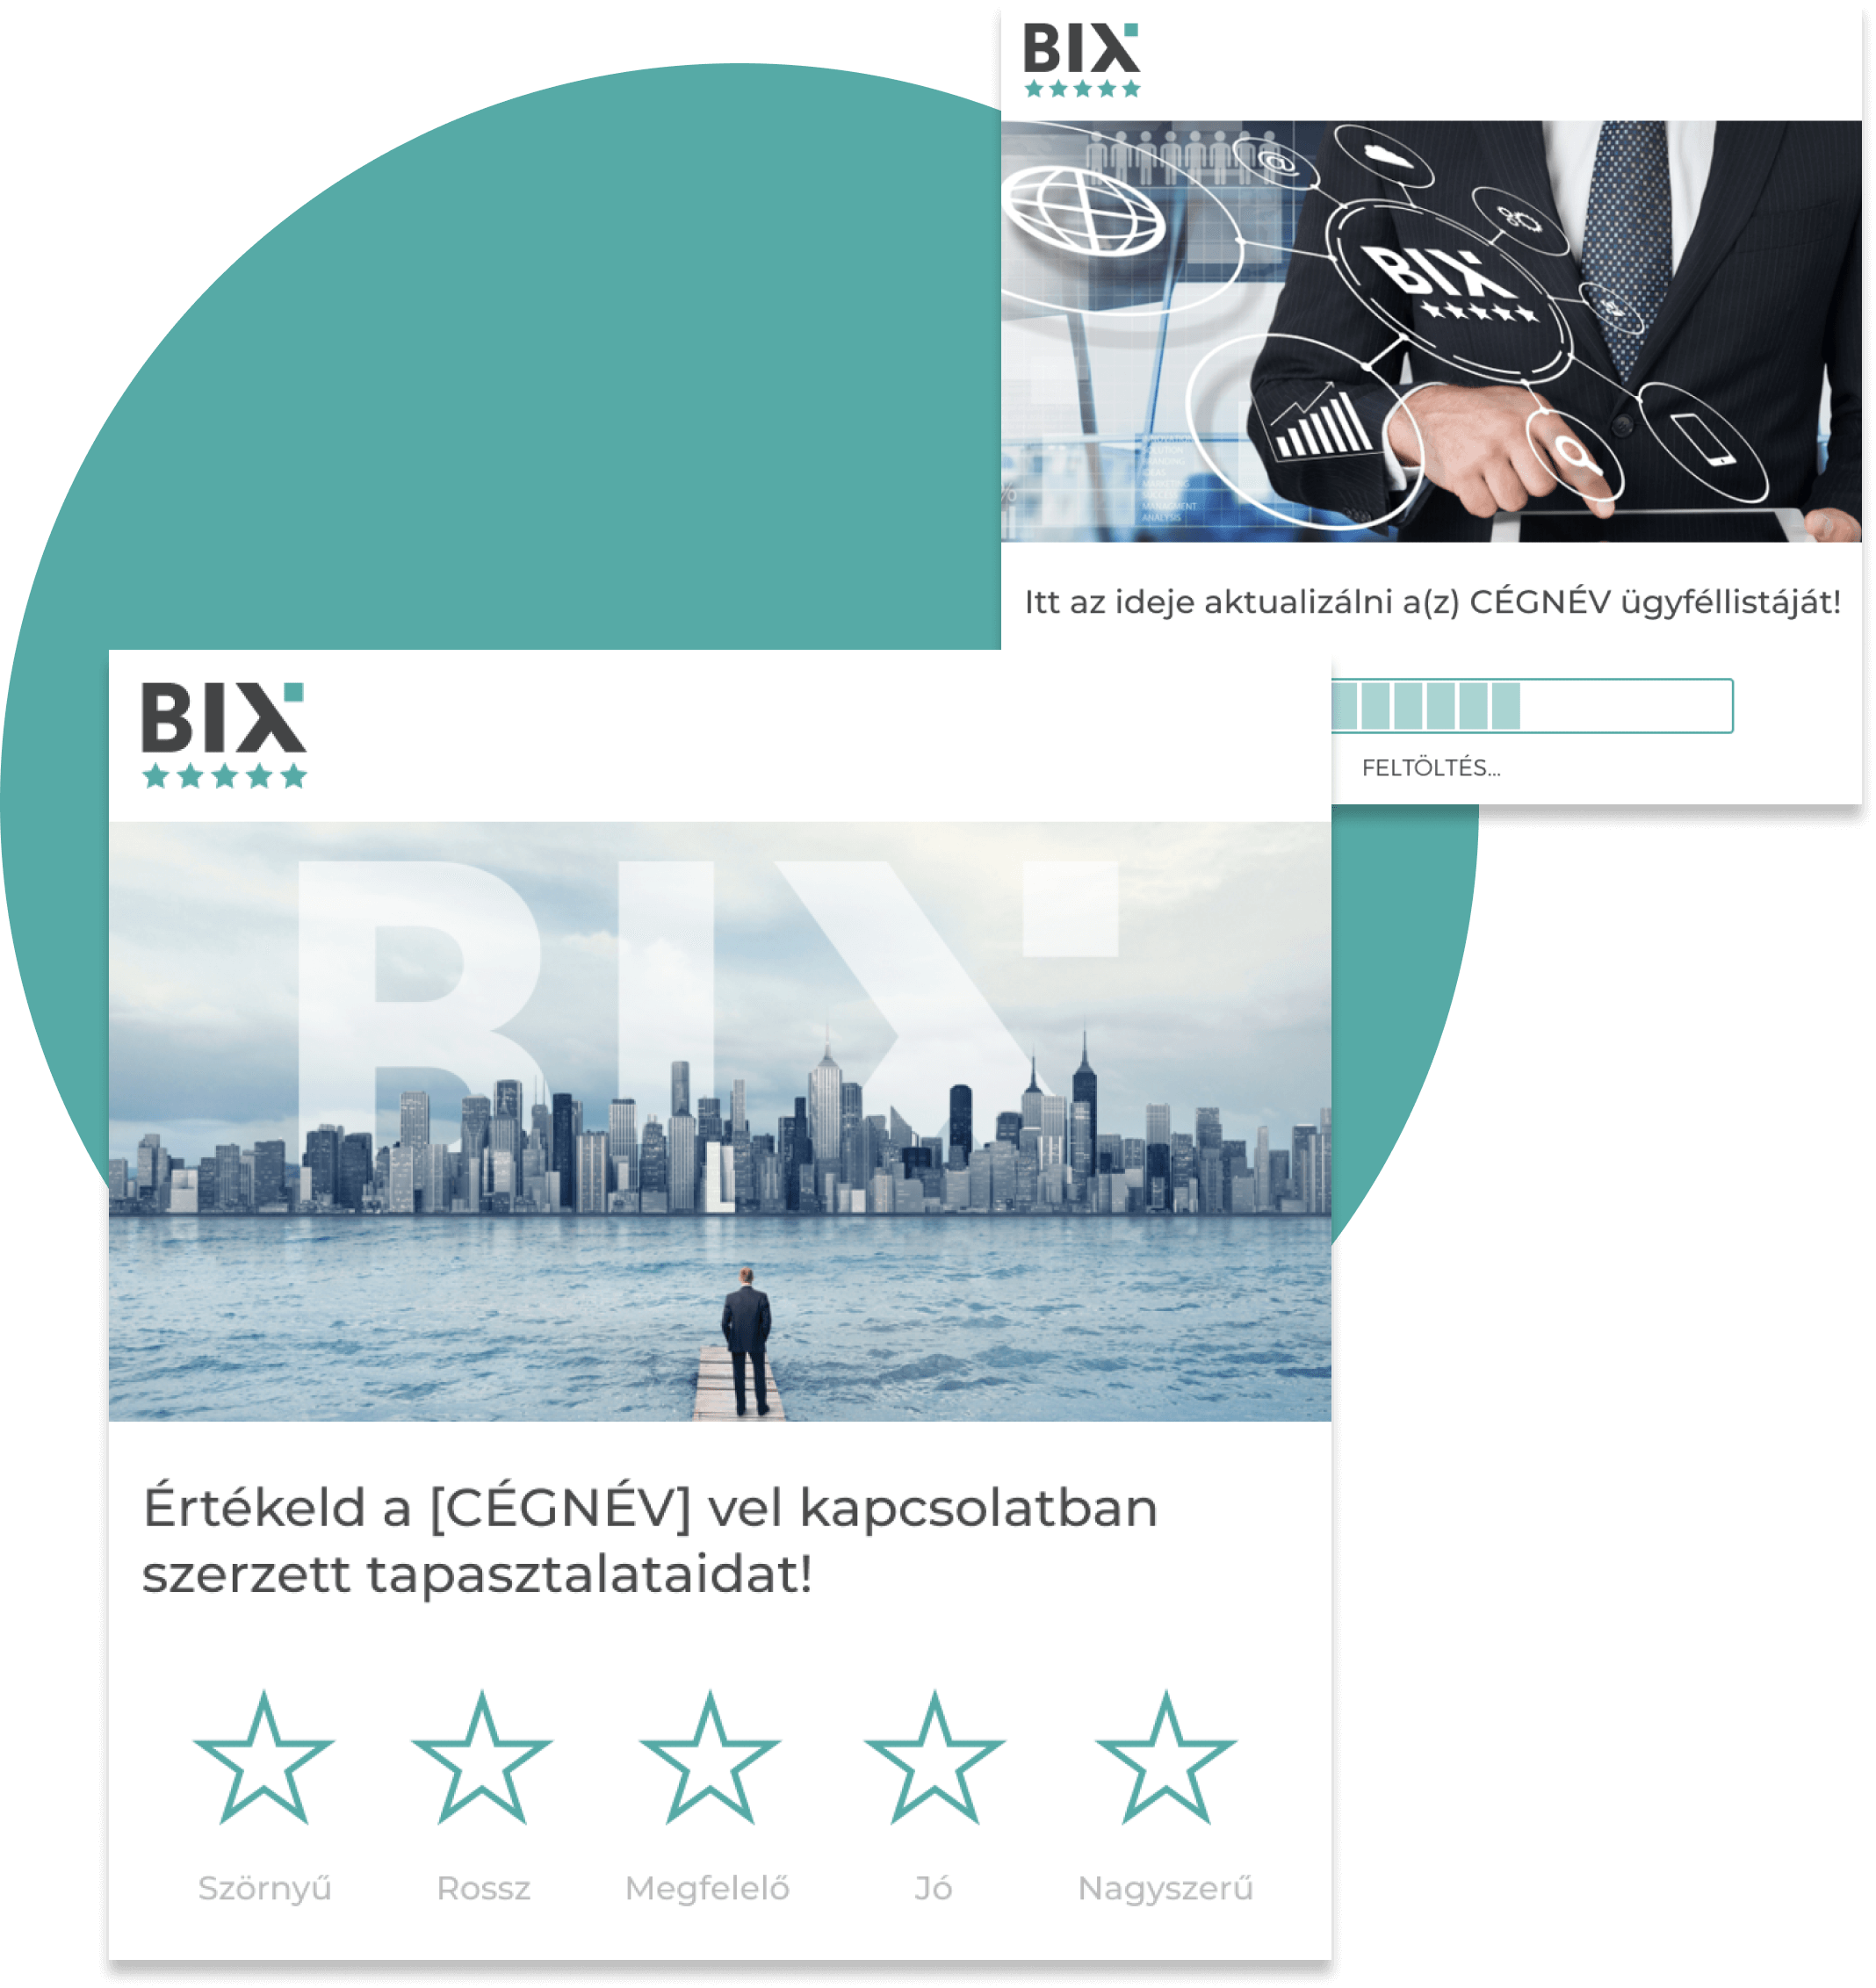 BIX
BIX
Itt az ideje aktualizálni a(z) CÉGNÉV ügyféllistáját!
FELTÖLTÉS...
BIX
BIX
Értékeld a [CÉGNÉV] vel kapcsolatban
szerzett tapasztalataidat!
Szörnyű
Rossz
Megfelelő
Jó
Nagyszerű